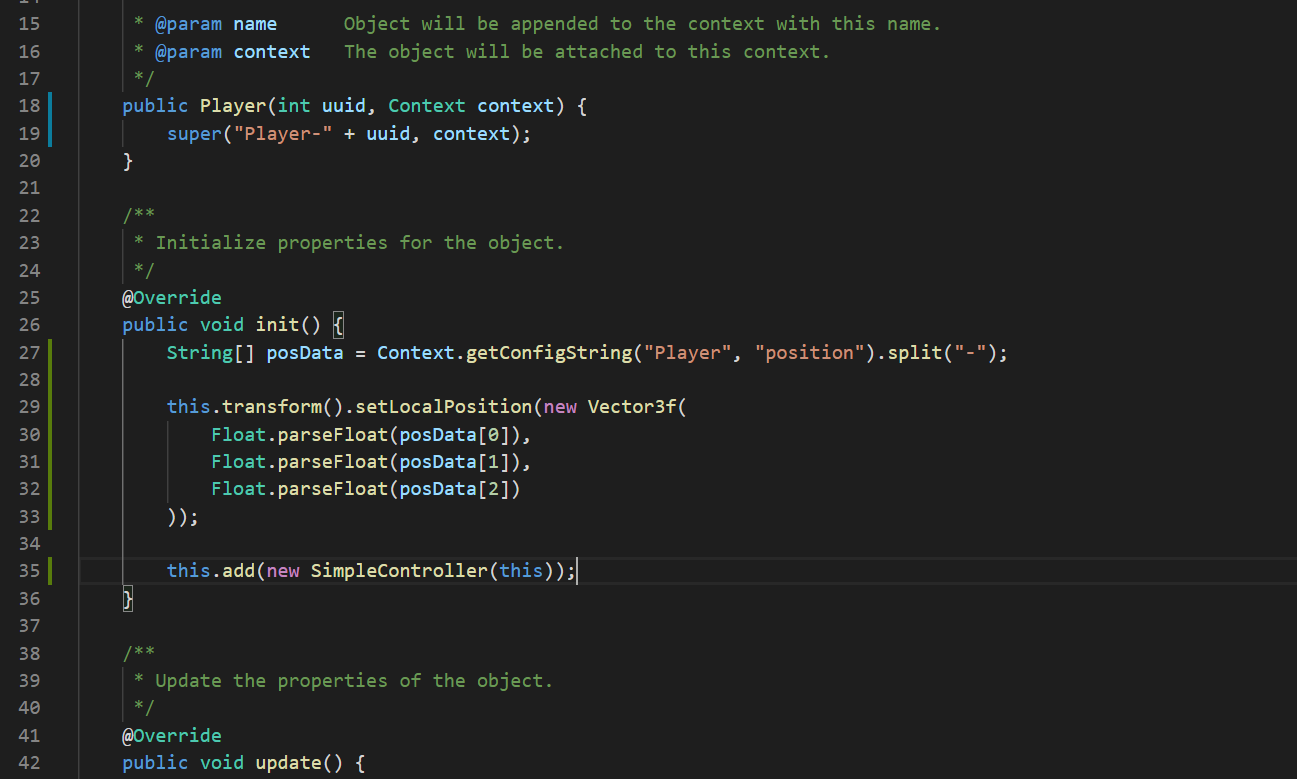 15 * @param name      Object will be appended to the context with this name.
16 * @param context   The object will be attached to this context.
17 */
18 public Player(int uuid, Context context) {
19     super("Player-" + uuid, context);
20 }
21
22 /**
23 * Initialize properties for the object.
24 */
25 @Override
26 public void init() {
27     String[] posData = Context.getConfigString("Player", "position").split("-");
28
29     this.transform().setLocalPosition(new Vector3f(
30         Float.parseFloat(posData[0]),
31         Float.parseFloat(posData[1]),
32         Float.parseFloat(posData[2])
33     ));
34
35     this.add(new SimpleController(this));
36 }
37
38 /**
39 * Update the properties of the object.
40 */
41 @Override
42 public void update() {